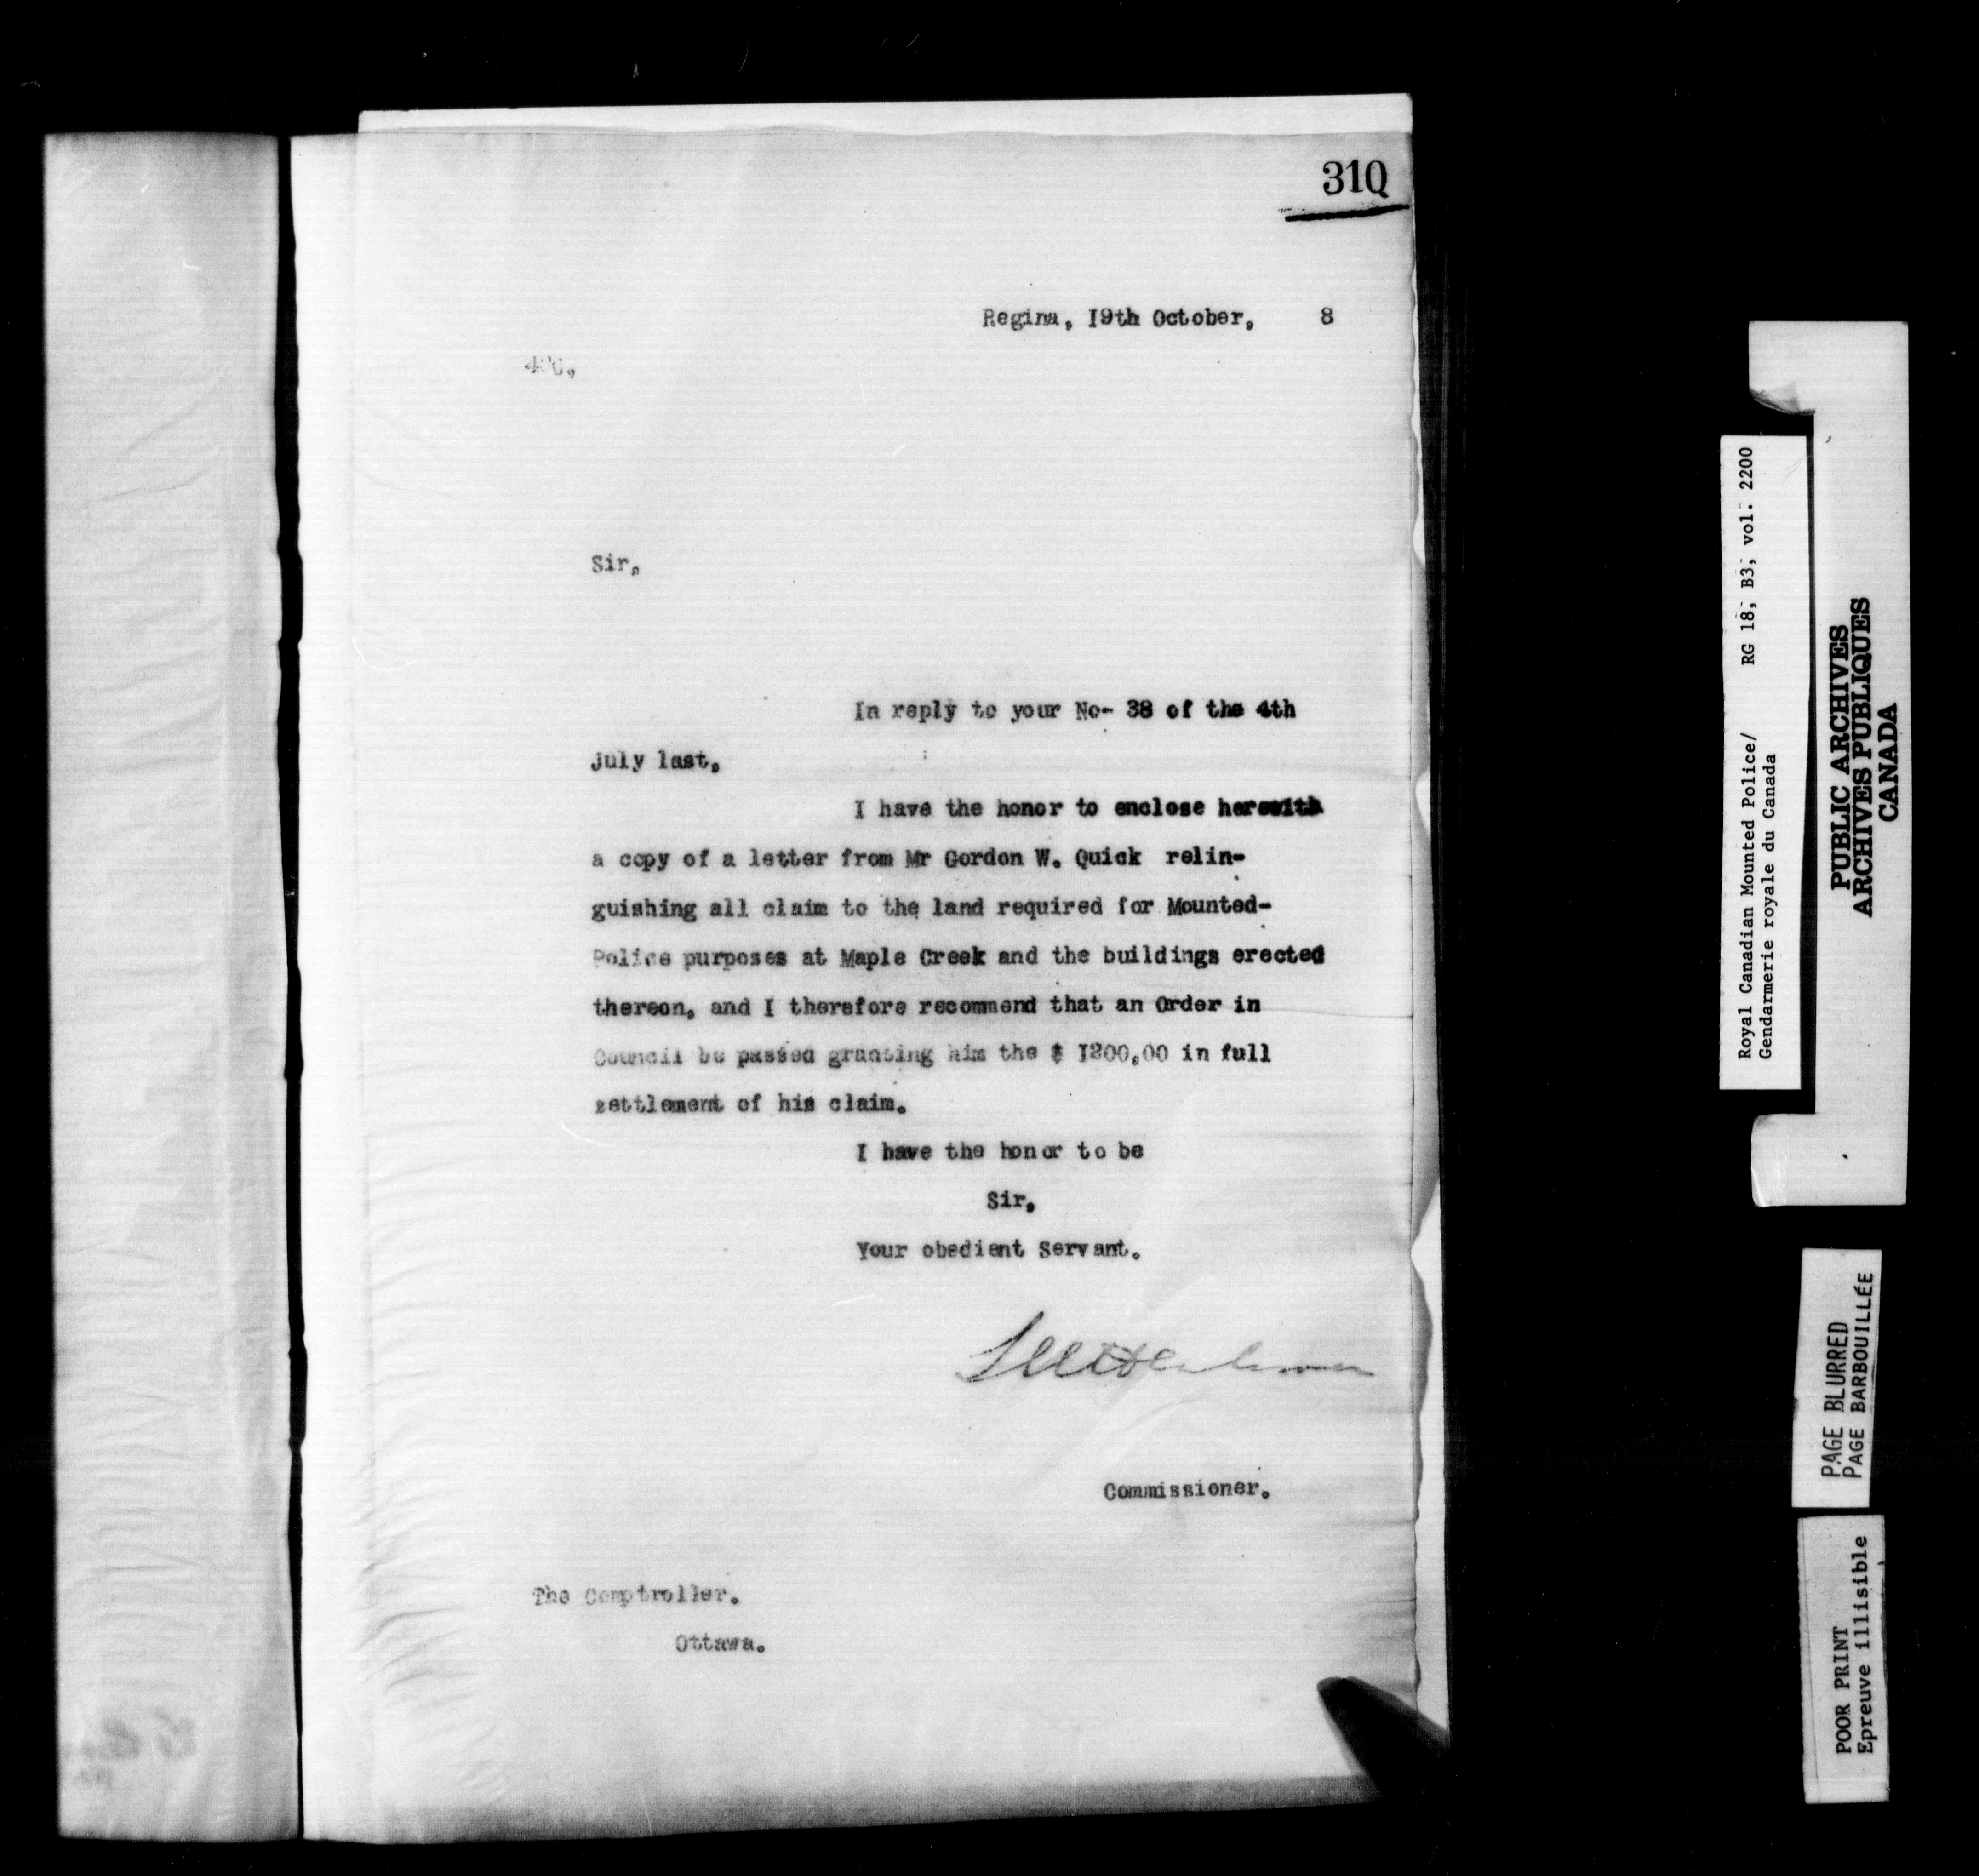 310
Regina, I9th October, 8
Sir,
In reply to your No- 38 of the 4th
July last,
I have the honor to enclose herewith
a copy of a letter from Mr Gordon W. Quick relin-
guishing all claim to the land required for Mounted-
Police purposes at Maple Creek and the buildings erected
thereon, and I therefore recommend that an Order in
Council be passed granting him the $ I200,00 in full
settlement of his claim.
I have the honor to be
Sir,
Your obedient Servant.
Commissioner.
The Comptroller.
Ottawa.
Royal Canadian Mounted Police/ RG 18, B3, vol. 2200
Gendarmerie royale du Canada
PUBLIC ARCHIVES
ARCHIVES PUBLIQUES
CANADA
PAGE BLURRED
PAGE BARBOUILLÉE
POOR PRINT
Epreuve illisible